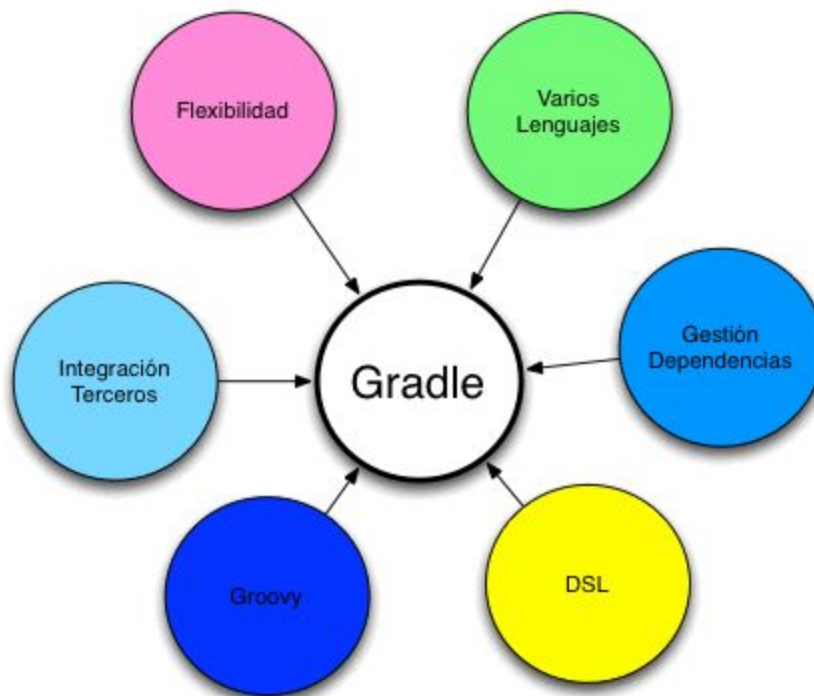 Flexibilidad
Varios
Lenguajes
Gestión
Dependencias
Integración
Terceros
Gradle
Groovy
DSL